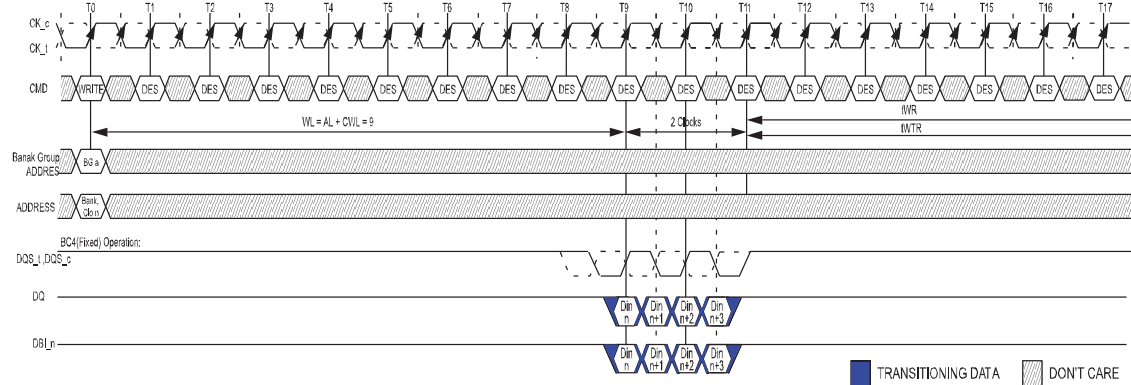 T0 T1 T2 T3 T4 T5 T6 T7 T8 T9 T10 T11 T12 T13 T14 T15 T16 T17
CK_c
CK_t
CMD WRITE DES DES DES DES DES DES DES DES DES DES DES DES DES DES DES DES DES
WL = AL + CWL = 9 2 Clocks tWR
tWTR
Banak Group
ADDRES
BG a
ADDRESS
Bank,
Clo n
BC4(Fixed) Operation:
DQS_t ,DQS_c
DQ Din n Din n+1 Din n+2 Din n+3
DBI_n Din n Din n+1 Din n+2 Din n+3
TRANSITIONING DATA DON'T CARE